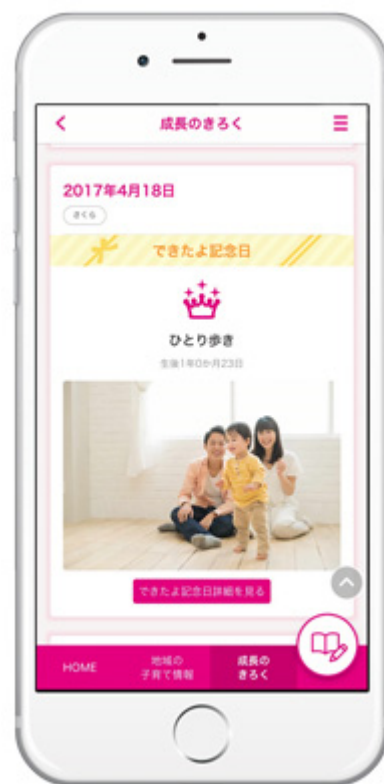 成長のきろく
2017年4月18日
さくら
できたよ記念日
ひとり歩き
生後1年0か月23日
できたよ記念日詳細を見る
HOME
地域の
子育て情報
成長の
きろく